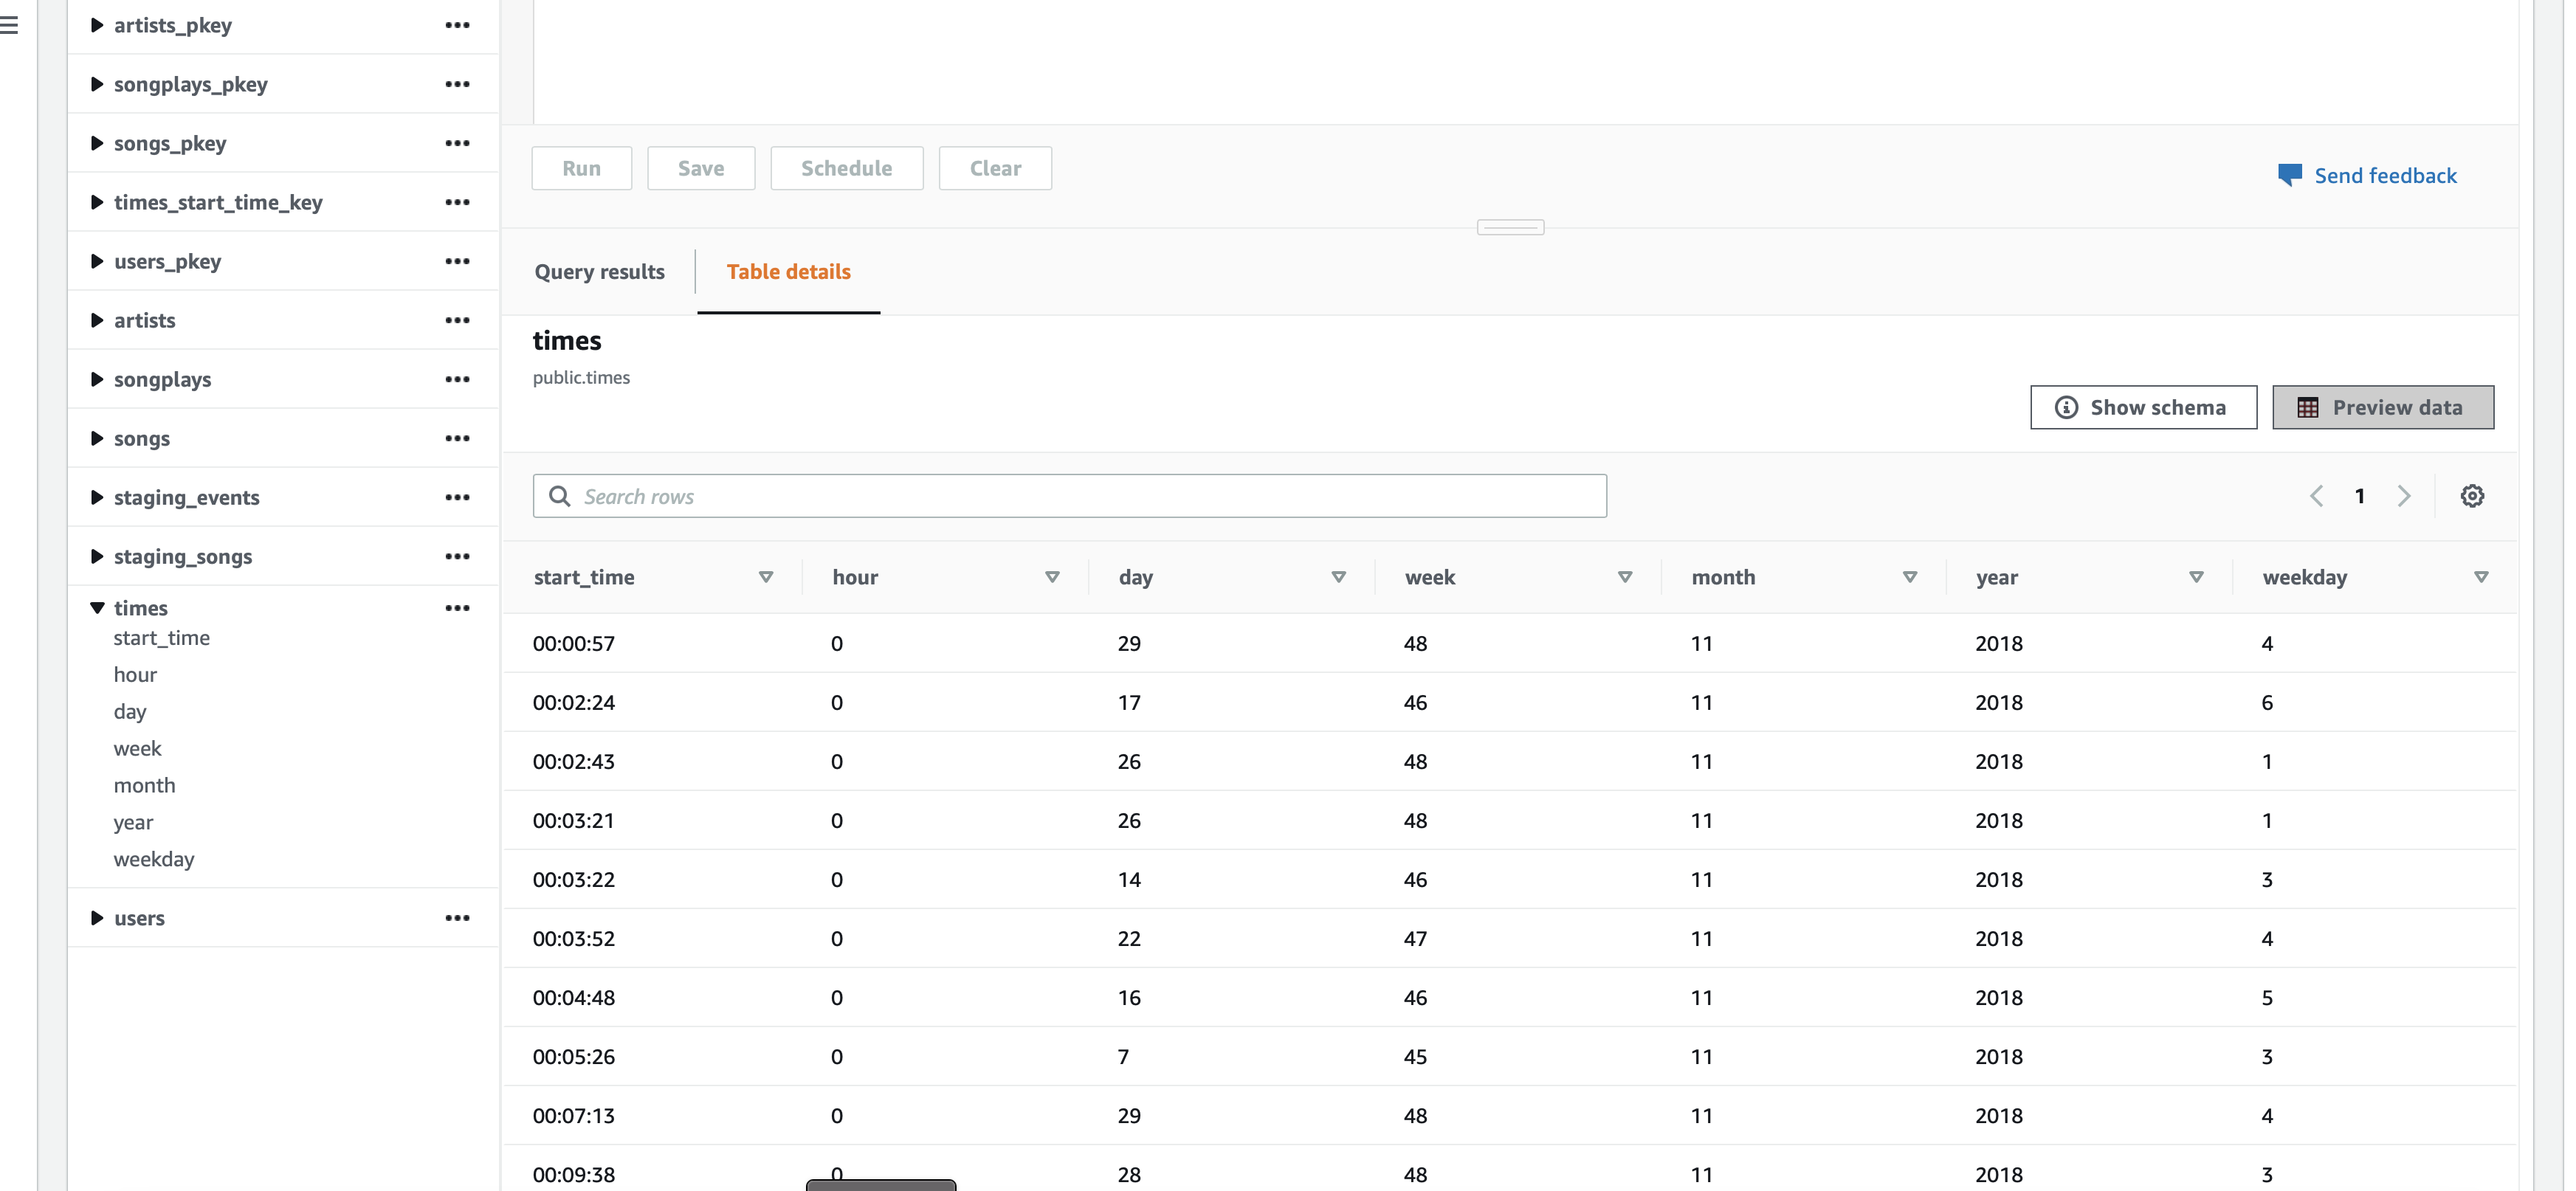 artists_pkey
songplays_pkey
songs_pkey
times_start_time_key
users_pkey
artists
songplays
songs
staging_events
staging_songs
times
start_time
hour
day
week
month
year
weekday
users
Run Save Schedule Clear
Send feedback
Query results Table details
times
public.times
Show schema Preview data
Search rows
1
start_time hour day week month year weekday
00:00:57 0 29 48 11 2018 4
00:02:24 0 17 46 11 2018 6
00:02:43 0 26 48 11 2018 1
00:03:21 0 26 48 11 2018 1
00:03:22 0 14 46 11 2018 3
00:03:52 0 22 47 11 2018 4
00:04:48 0 16 46 11 2018 5
00:05:26 0 7 45 11 2018 3
00:07:13 0 29 48 11 2018 4
00:09:38 0 28 48 11 2018 3